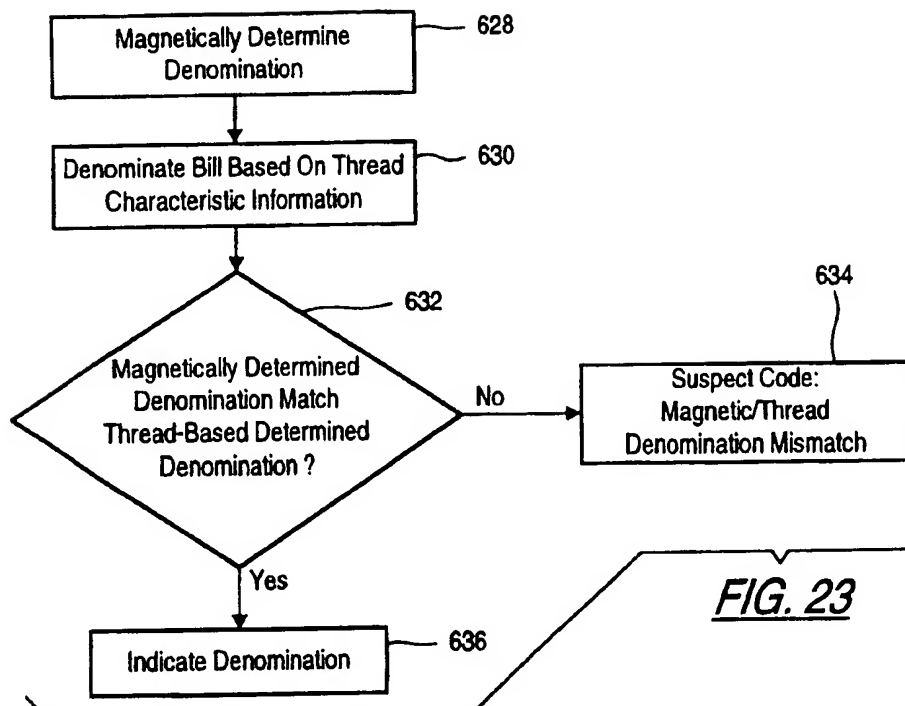 Magnetically Determine
Denomination
628
Denominate Bill Based On Thread
Characteristic Information
630
632
Magnetically Determined
Denomination Match
Thread-Based Determined
Denomination ?
No
634
Suspect Code:
Magnetic/Thread
Denomination Mismatch
Yes
Indicate Denomination
636
FIG. 23